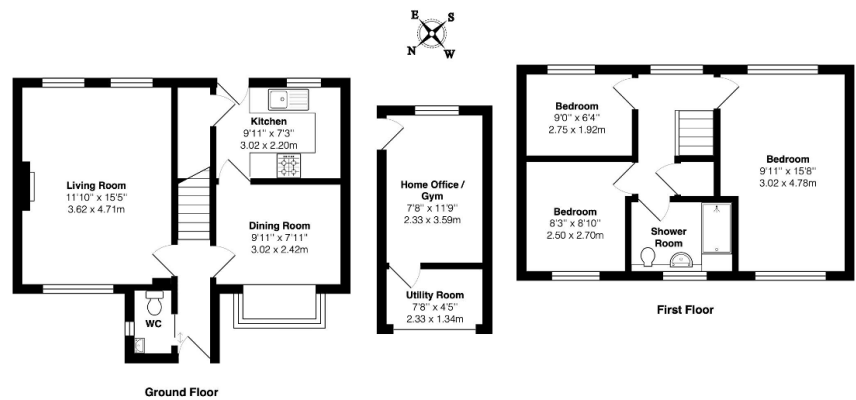 E
S
N
W
Kitchen
9'11" x 7'3"
3.02 x 2.20m
Living Room
11'10" x 15'5"
3.62 x 4.71m
Dining Room
9'11" x 7'11"
3.02 x 2.42m
WC
Ground Floor
Home Office /
Gym
7'8" x 11'9"
2.33 x 3.59m
Utility Room
7'8" x 4'5"
2.33 x 1.34m
Bedroom
9'0" x 6'4"
2.75 x 1.92m
Bedroom
9'11" x 15'8"
3.02 x 4.78m
Bedroom
8'3" x 8'10"
2.50 x 2.70m
Shower
Room
First Floor